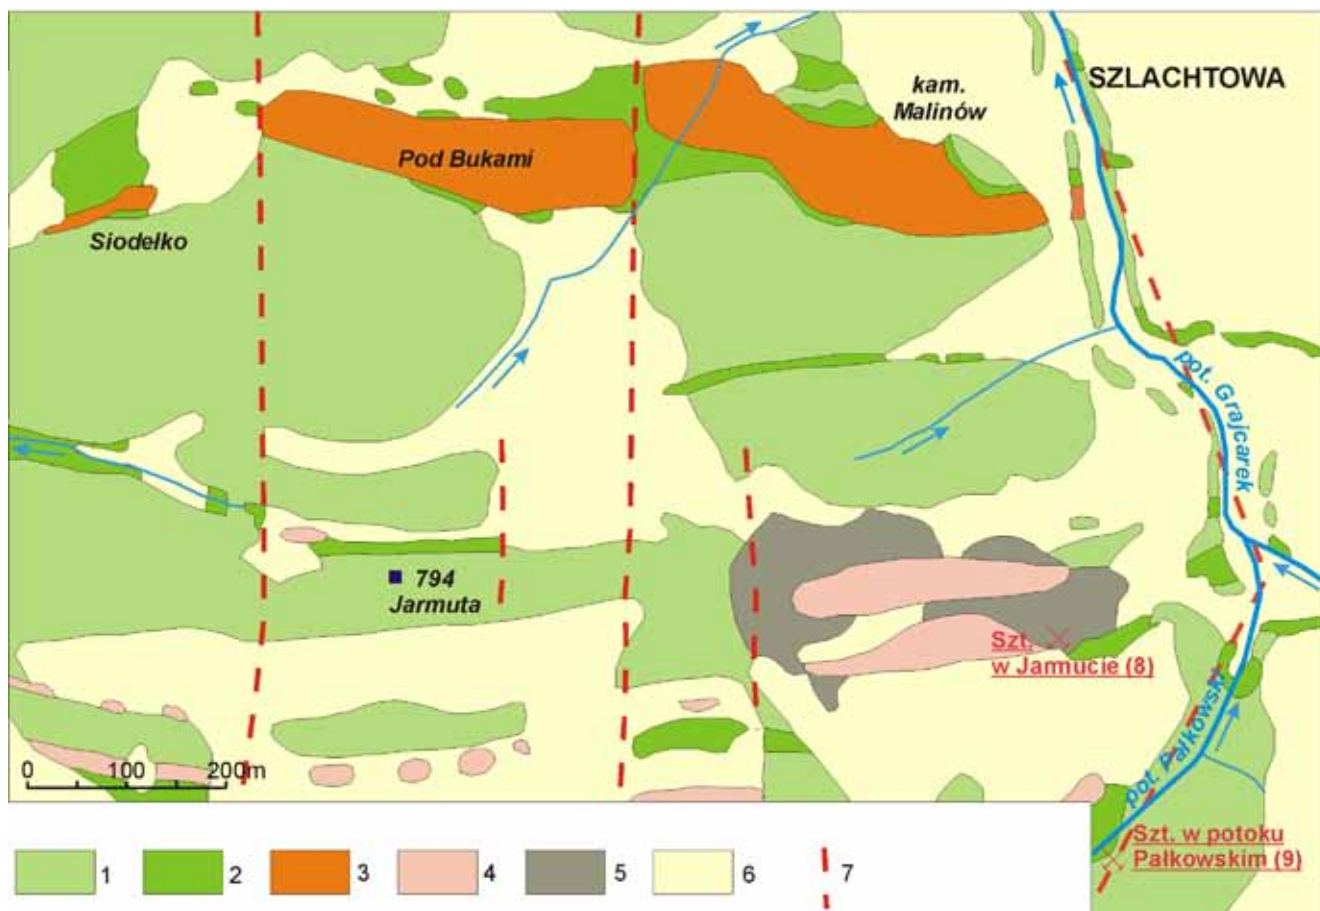 SZLACHTOWA
kam.
Malinów
Pod Bukami
Siodełko
pot. Grajcarek
794
Jarmuta
Szt.
w Jarmucie (8)
pot. Pałkowski
0 100 200m
Szt. w potoku
Pałkowskim (9)
1 2 3 4 5 6 7